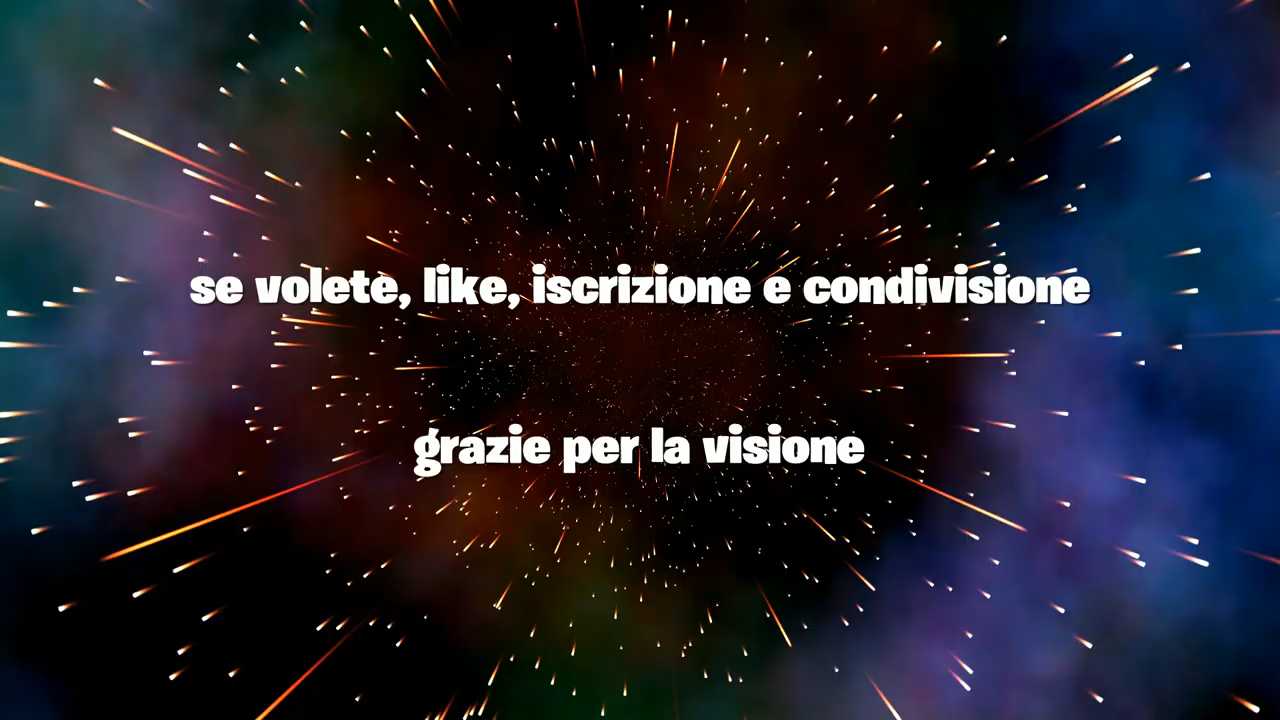 se volete, like, iscrizione e condivisione
grazie per la visione